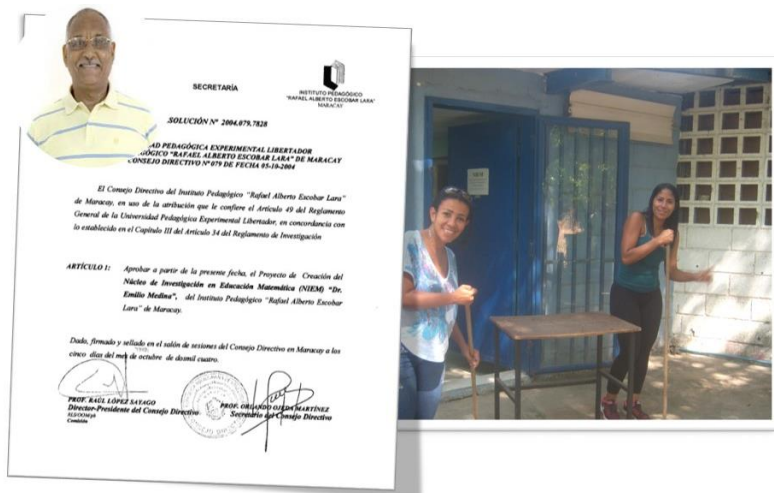 SECRETARÍA
INSTITUTO PEDAGÓGICO
"RAFAEL ALBERTO ESCOBAR LARA"
MARACAY
SOLUCIÓN N° 2004.079.7828
AD PEDAGÓGICA EXPERIMENTAL LIBERTADOR
GÓGICO "RAFAEL ALBERTO ESCOBAR LARA" DE MARACAY
CONSEJO DIRECTIVO N° 079 DE FECHA 05-10-2004
El Consejo Directivo del Instituto Pedagógico "Rafael Alberto Escobar Lara"
de Maracay, en uso de la atribución que le confiere el Artículo 49 del Reglamento
General de la Universidad Pedagógica Experimental Libertador, en concordancia con
lo establecido en el Capítulo III del Artículo 34 del Reglamento de Investigación
ARTÍCULO 1: Aprobar a partir de la presente fecha, el Proyecto de Creación del
Núcleo de Investigación en Educación Matemática (NIEM) "Dr.
Emilio Medina", del Instituto Pedagógico "Rafael Alberto Escobar
Lara" de Maracay.
Dado, firmado y sellado en el salón de sesiones del Consejo Directivo en Maracay a los
cinco días del mes de octubre de dosmil cuatro.
PROF. RAÚL LÓPEZ SAYAGO
Director-Presidente del Consejo Directivo
PROF. ORLANDO OJEDA MARTÍNEZ
Secretario del Consejo Directivo